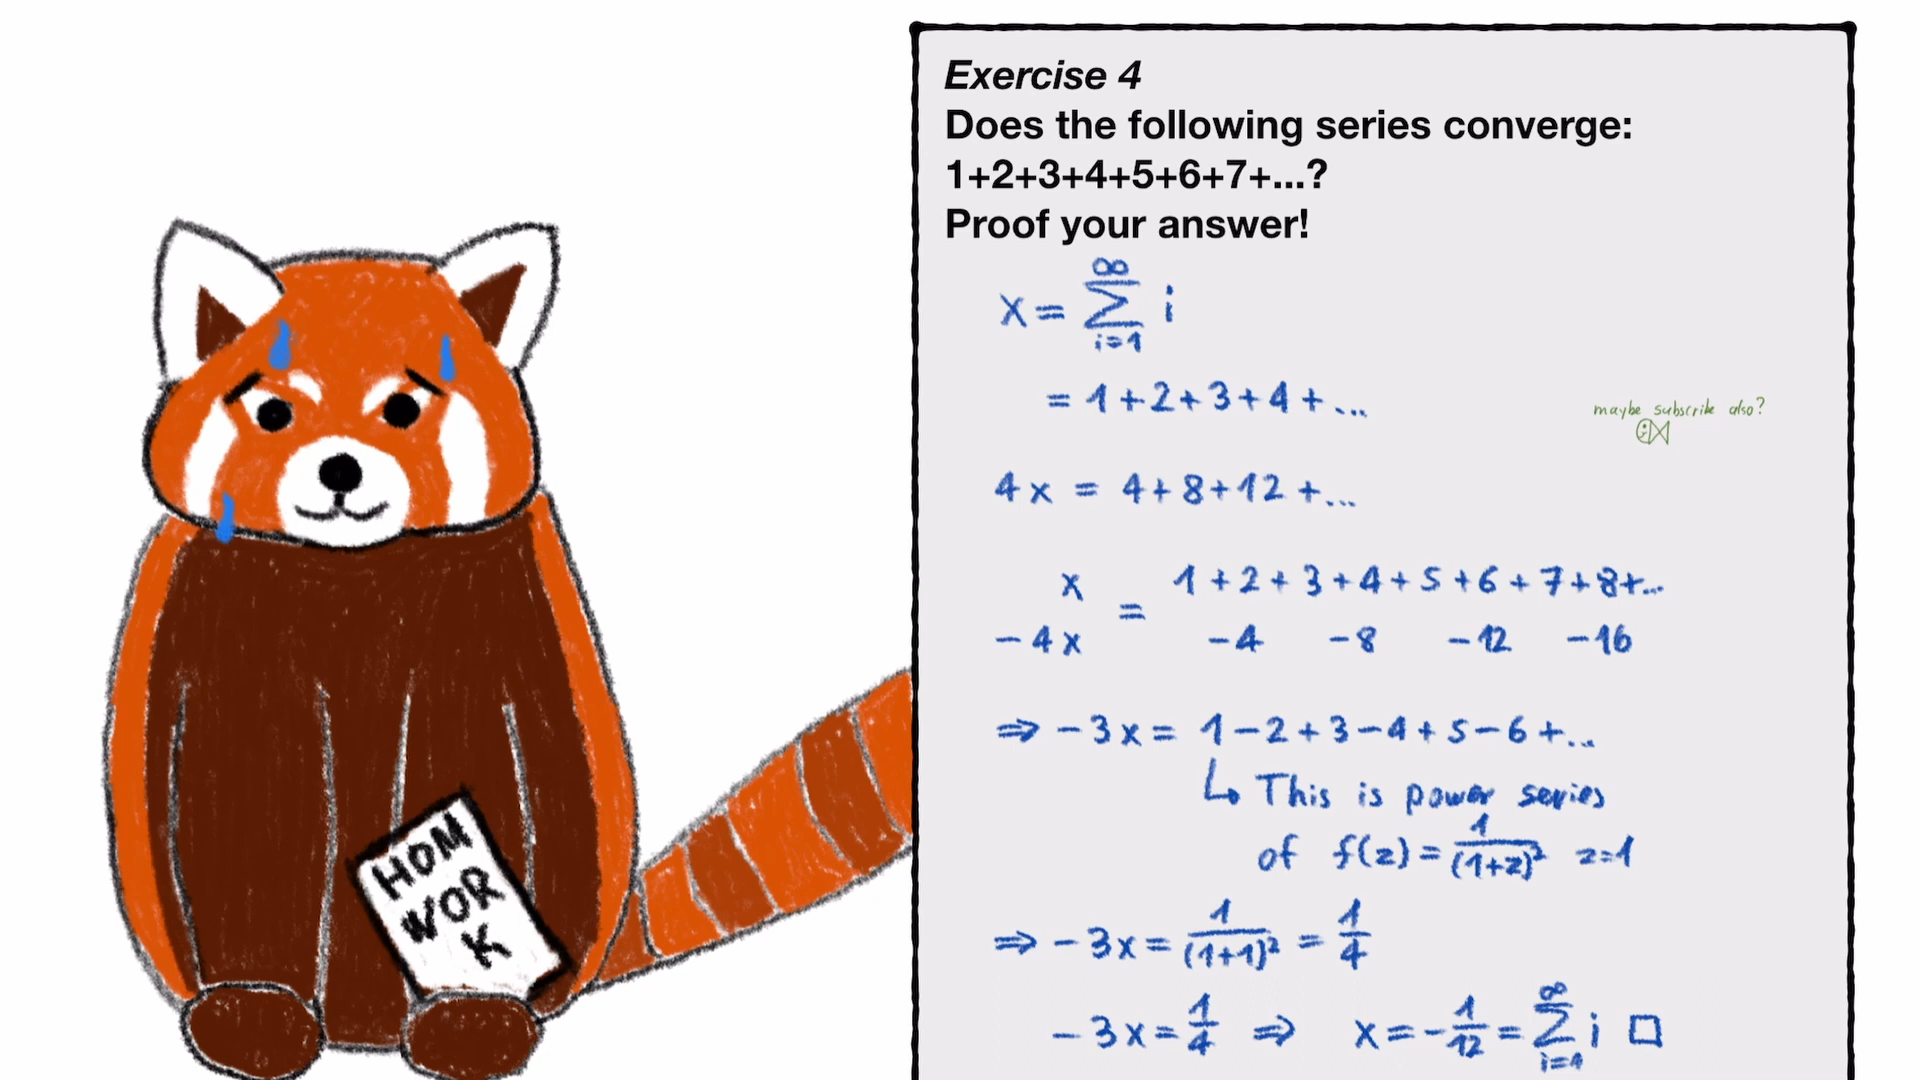 Exercise 4
Does the following series converge:
1+2+3+4+5+6+7+...?
Proof your answer!
x = ∑_{i=1}^{∞} i
= 1+2+3+4+...
maybe subscribe also?
4x = 4+8+12+...
x = 1+2+3+4+5+6+7+8+...
-4x -4 -8 -12 -16
⇒ -3x = 1-2+3-4+5-6+...
↳ This is power series
of f(z) = 1/(1+z)² z=1
⇒ -3x = 1/(1+1)² = 1/4
-3x = 1/4 ⇒ x = -1/12 = ∑_{i=1}^{∞} i □
HOM
WOR
K